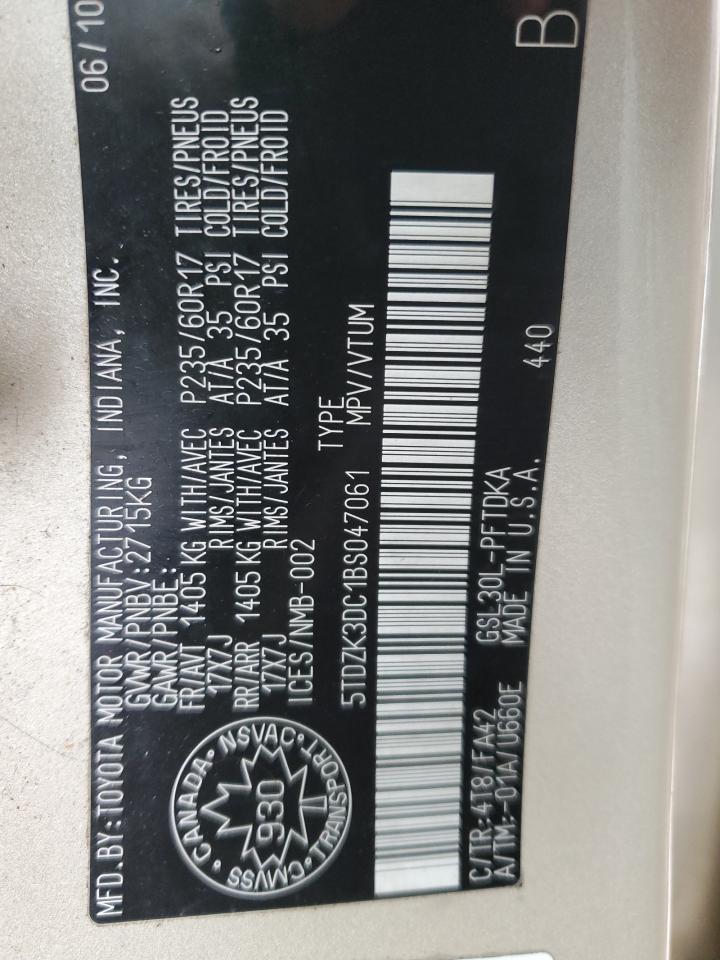 MFD.BY:TOYOTA MOTOR MANUFACTURING, INDIANA, INC. 06/10
GVWR/PNBV:2715KG
GAWR/PNBE:
FR/AVT 1405 KG WITH/AVEC P235/60R17 TIRES/PNEUS
17X7J RIMS/JANTES AT/A 35 PSI COLD/FROID
RR/ARR 1405 KG WITH/AVEC P235/60R17 TIRES/PNEUS
17X7J RIMS/JANTES AT/A 35 PSI COLD/FROID
ICES/NMB-002
CANADA • NSVAC • TRANSPORT • CMVSS •
930
TYPE
5TDZK3DC1BS047061 MPV/VTUM
C/TR:4T8/FA42 GSL30L-PFTDKA
A/TM:-01A/U660E MADE IN U.S.A. 440
B